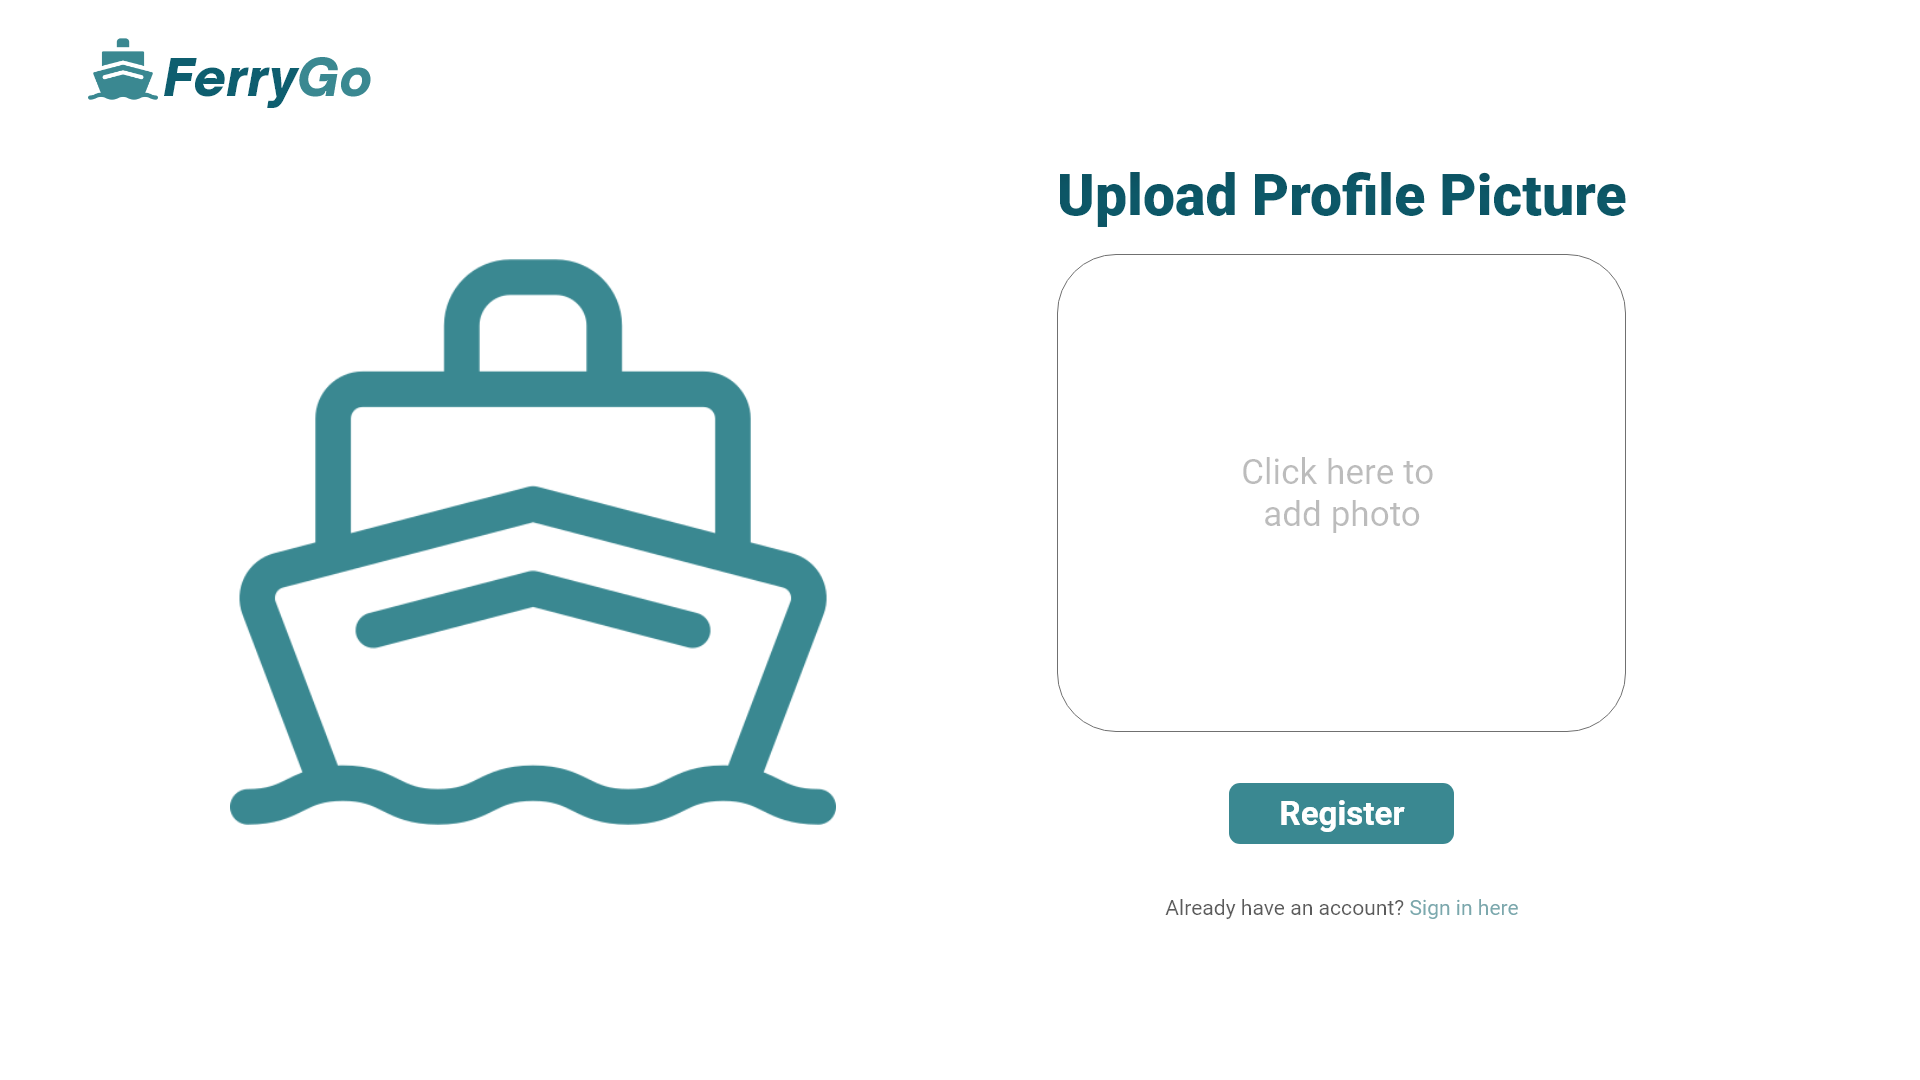 FerryGo
Upload Profile Picture
Click here to
add photo
Register
Already have an account? Sign in here